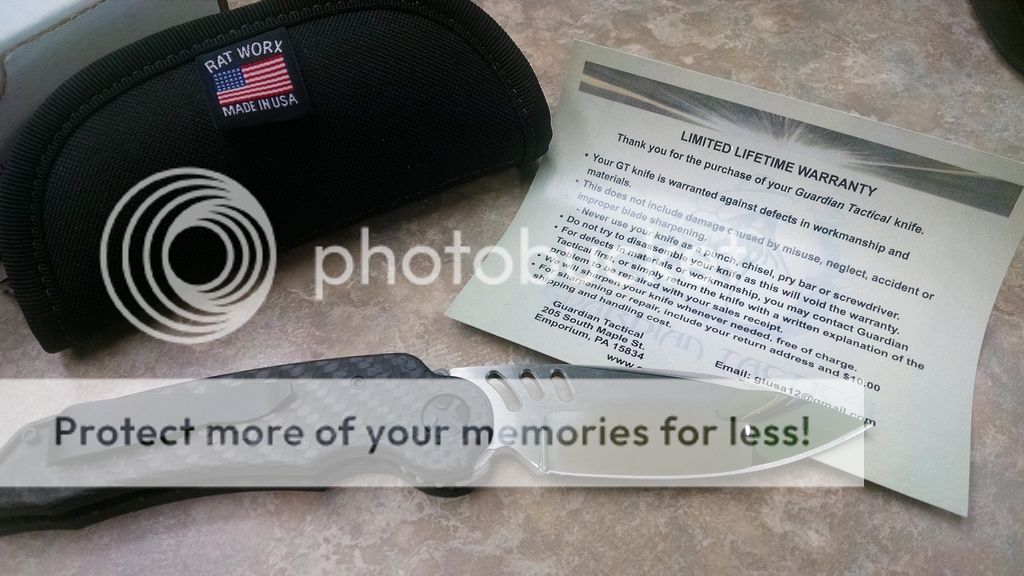 RAT WORX
MADE IN USA
LIMITED LIFETIME WARRANTY
Thank you for the purchase of your Guardian Tactical knife.
• Your GT knife is warranted against defects in workmanship and
materials.
• This does not include damage caused by misuse, neglect, accident or
improper blade sharpening.
- Never use your knife as a punch, chisel, pry bar or screwdriver.
• Do not try to disassemble your knife as this will void the warranty.
• For defects in materials or workmanship, you may contact Guardian
Tactical or simply return the knife with a written explanation of the
problem to be repaired with your sales receipt.
• We will sharpen your knife whenever needed, free of charge.
• For sharpening or repair, include your return address and $10.00
shipping and handling cost.
Guardian Tactical
205 South Maple St.
Emporium, PA 15834
www.
Email: gtusa12@gmail.com
photobucket
Protect more of your memories for less!